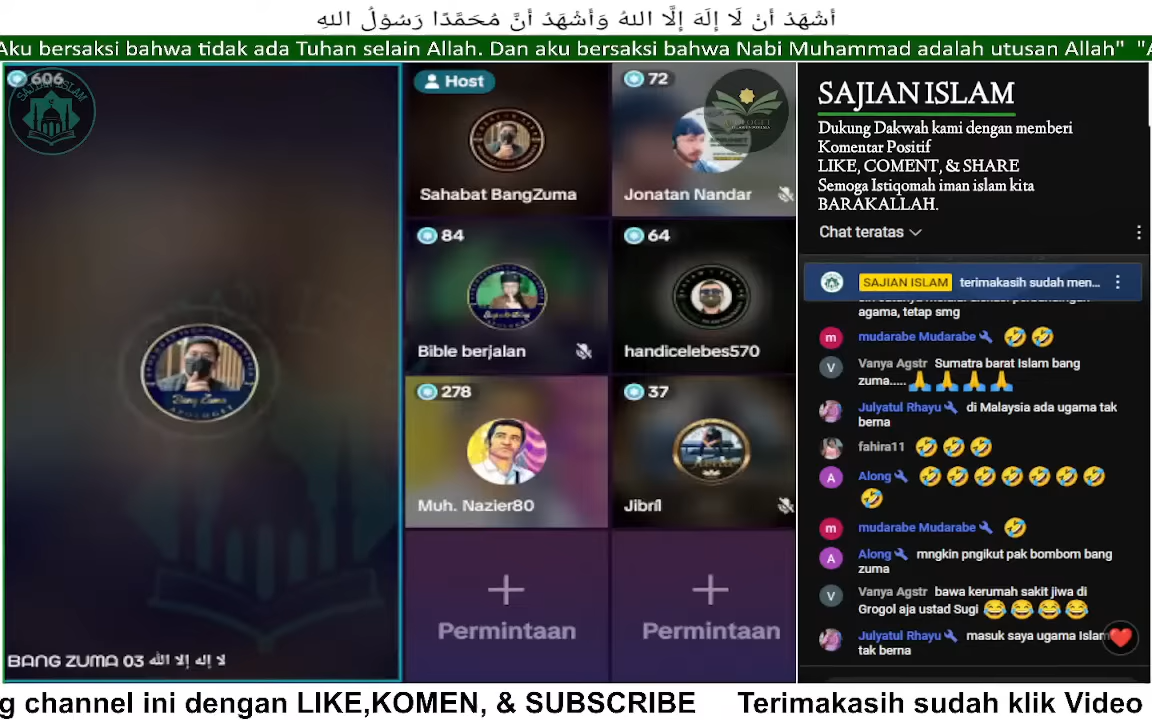 أَشْهَدُ أَنْ لَا إِلَهَ إِلَّا اللهُ وَأَشْهَدُ أَنَّ مُحَمَّدًا رَسُوْلُ اللهِ
Aku bersaksi bahwa tidak ada Tuhan selain Allah. Dan aku bersaksi bahwa Nabi Muhammad adalah utusan Allah" "A
606
SAJIAN ISLAM
Bang Zuma
APOLOGET
BANG ZUMA 03 لا إله إلا الله
Host
Sahabat BangZuma
72
Jonatan Nandar
84
Bible berjalan
64
handicelebes570
278
Muh. Nazier80
37
Jibril
Permintaan
Permintaan
SAJIAN ISLAM
Dukung Dakwah kami dengan memberi
Komentar Positif
LIKE, COMENT, & SHARE
Semoga Istiqomah iman islam kita
BARAKALLAH.
Chat teratas
SAJIAN ISLAM terimakasih sudah men...
agama, tetap smg
mudarabe Mudarabe 🤣🤣
Vanya Agstr Sumatra barat Islam bang
zuma.....🙏🙏🙏🙏
Julyatul Rhayu di Malaysia ada ugama tak
berna
fahira11 🤣🤣🤣
Along 🤣🤣🤣🤣🤣🤣🤣
🤣
mudarabe Mudarabe 🤣
Along mngkin pngikut pak bombom bang
zuma
Vanya Agstr bawa kerumah sakit jiwa di
Grogol aja ustad Sugi 😂😂😂😂
Julyatul Rhayu masuk saya ugama Islam
tak berna
g channel ini dengan LIKE,KOMEN, & SUBSCRIBE Terimakasih sudah klik Video